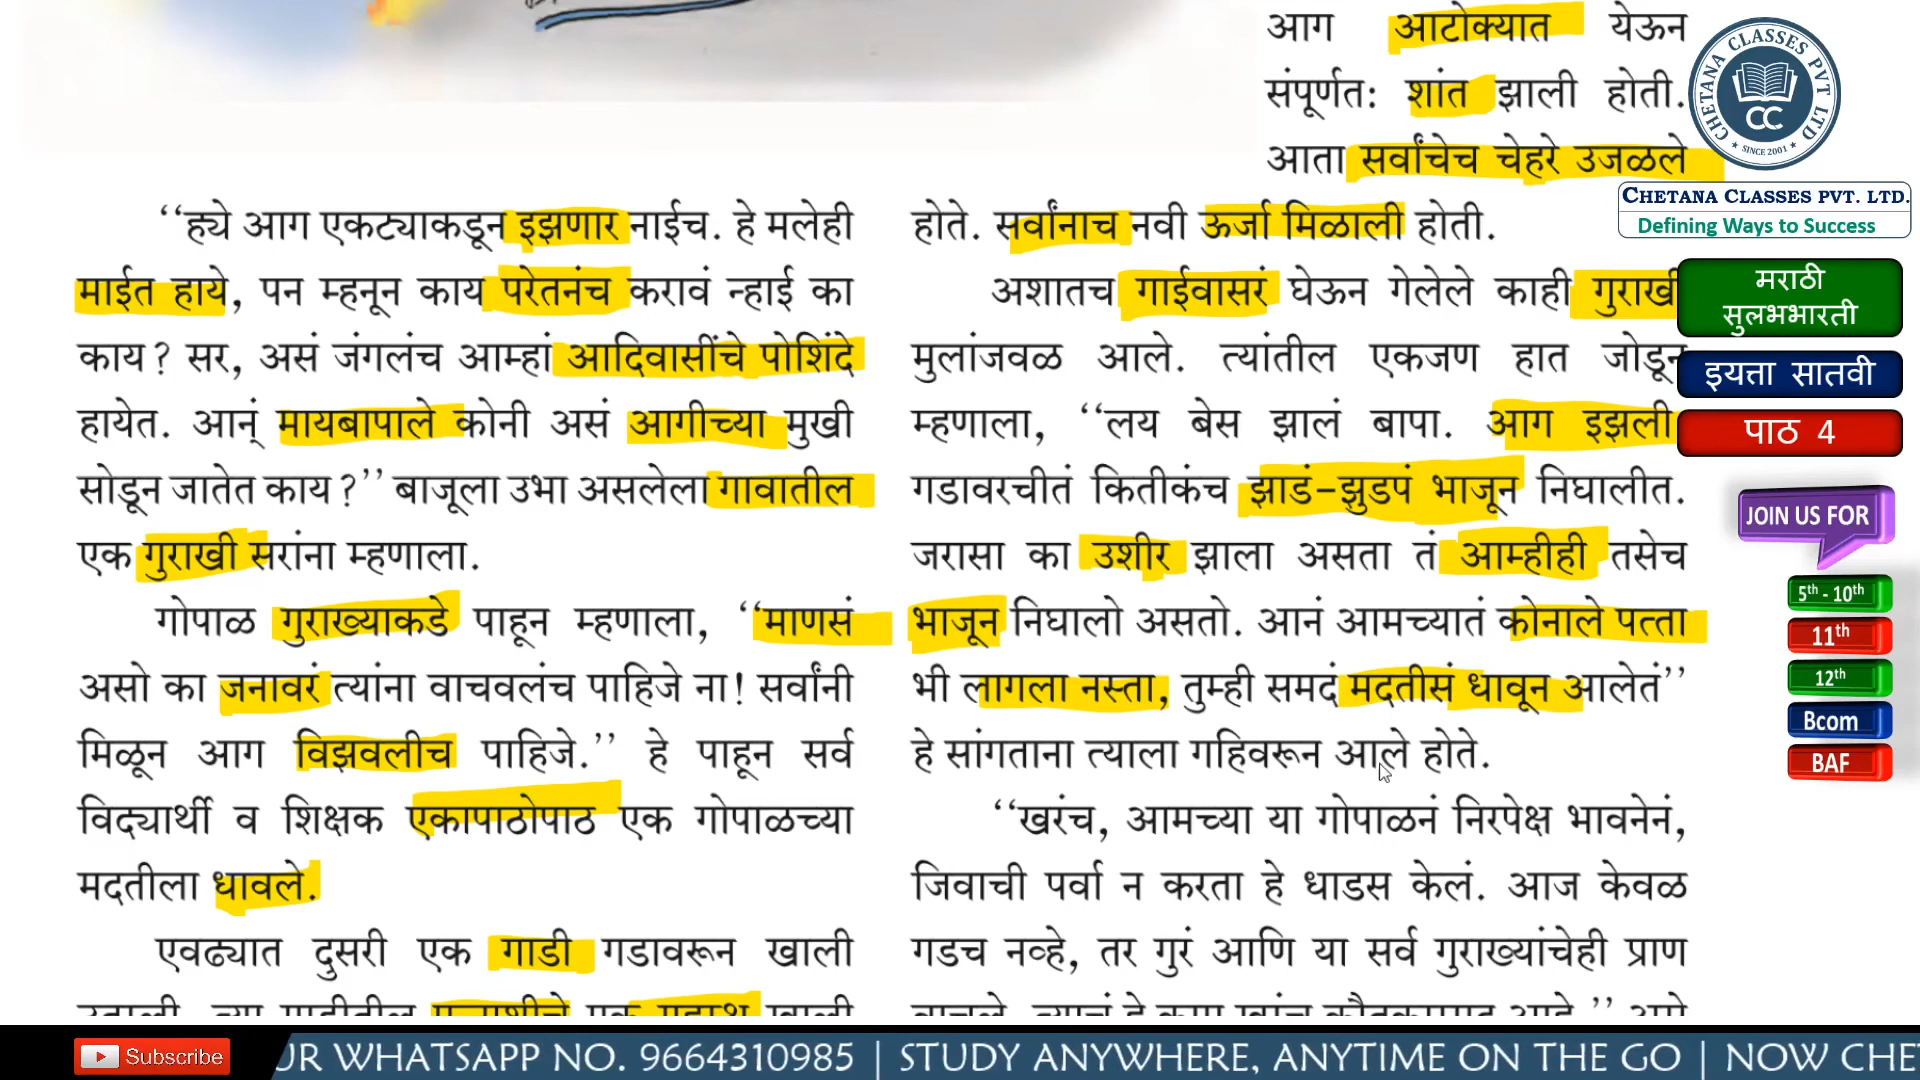 “ह्ये आग एकट्याकडून इझणार नाईच. हे मलेही
माईत हाये, पन म्हनून काय परेतनंच करावं न्हाई का
काय? सर, असं जंगलंच आम्हां आदिवासींचे पोशिंदे
हायेत. आन्ं मायबापाले कोनी असं आगीच्या मुखी
सोडून जातेत काय?” बाजूला उभा असलेला गावातील
एक गुराखी सरांना म्हणाला.
गोपाळ गुराख्याकडे पाहून म्हणाला, “माणसं
असो का जनावरं त्यांना वाचवलंच पाहिजे ना! सर्वांनी
मिळून आग विझवलीच पाहिजे.” हे पाहून सर्व
विद्यार्थी व शिक्षक एकापाठोपाठ एक गोपाळच्या
मदतीला धावले.
एवढ्यात दुसरी एक गाडी गडावरून खाली
आग आटोक्यात येऊन
संपूर्णत: शांत झाली होती.
आता सर्वांचेच चेहरे उजळले
होते. सर्वांनाच नवी ऊर्जा मिळाली होती.
अशातच गाईवासरं घेऊन गेलेले काही गुराखी
मुलांजवळ आले. त्यांतील एकजण हात जोडून
म्हणाला, “लय बेस झालं बापा. आग इझली
गडावरचीतं कितीकंच झाडं-झुडपं भाजून निघालीत.
जरासा का उशीर झाला असता तं आम्हीही तसेच
भाजून निघालो असतो. आनं आमच्यातं कोनाले पत्ता
भी लागला नस्ता, तुम्ही समदं मदतीसं धावून आलेतं”
हे सांगताना त्याला गहिवरून आले होते.
“खरंच, आमच्या या गोपाळनं निरपेक्ष भावनेनं,
जिवाची पर्वा न करता हे धाडस केलं. आज केवळ
गडच नव्हे, तर गुरं आणि या सर्व गुराख्यांचेही प्राण
CHETANA CLASSES PVT LTD
CC
SINCE 2001
CHETANA CLASSES PVT. LTD.
Defining Ways to Success
मराठी
सुलभभारती
इयत्ता सातवी
पाठ 4
JOIN US FOR
5th - 10th
11th
12th
Bcom
BAF
Subscribe
UR WHATSAPP NO. 9664310985 | STUDY ANYWHERE, ANYTIME ON THE GO | NOW CHE